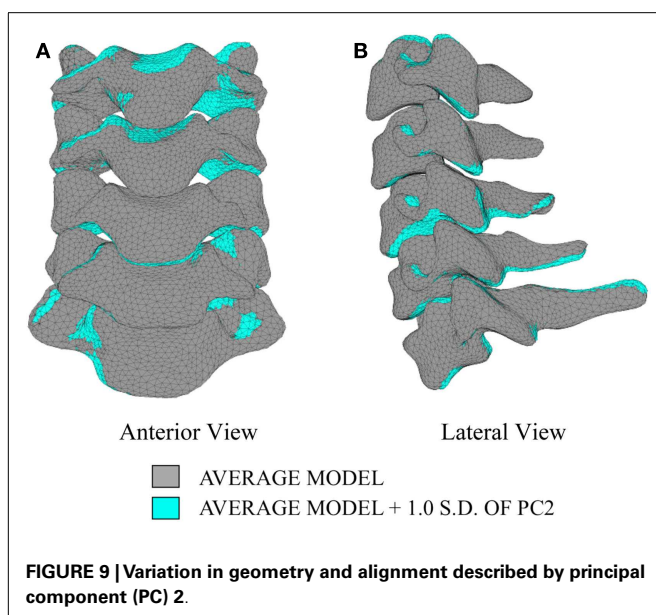 A
B
Anterior View
Lateral View
AVERAGE MODEL
AVERAGE MODEL + 1.0 S.D. OF PC2
FIGURE 9 | Variation in geometry and alignment described by principal
component (PC) 2.